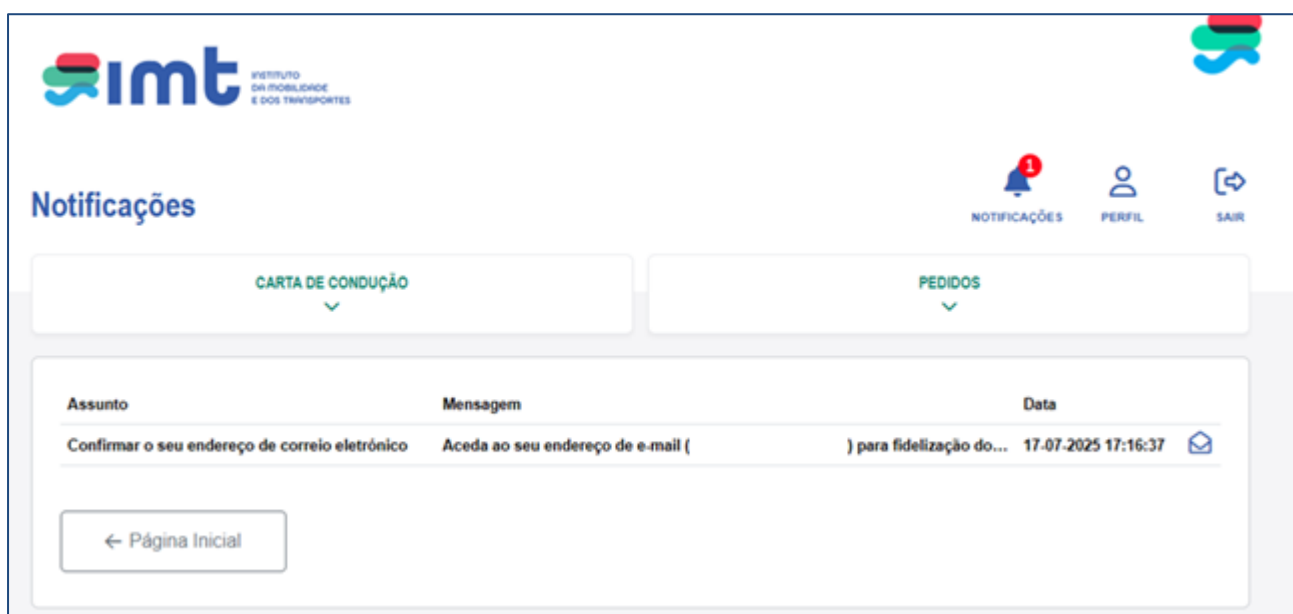 imt
INSTITUTO
DA MOBILIDADE
E DOS TRANSPORTES
1
Notificações
NOTIFICAÇÕES
PERFIL
SAIR
CARTA DE CONDUÇÃO
PEDIDOS
Assunto Mensagem Data
Confirmar o seu endereço de correio eletrónico Aceda ao seu endereço de e-mail ( ) para fidelização do... 17-07-2025 17:16:37
← Página Inicial